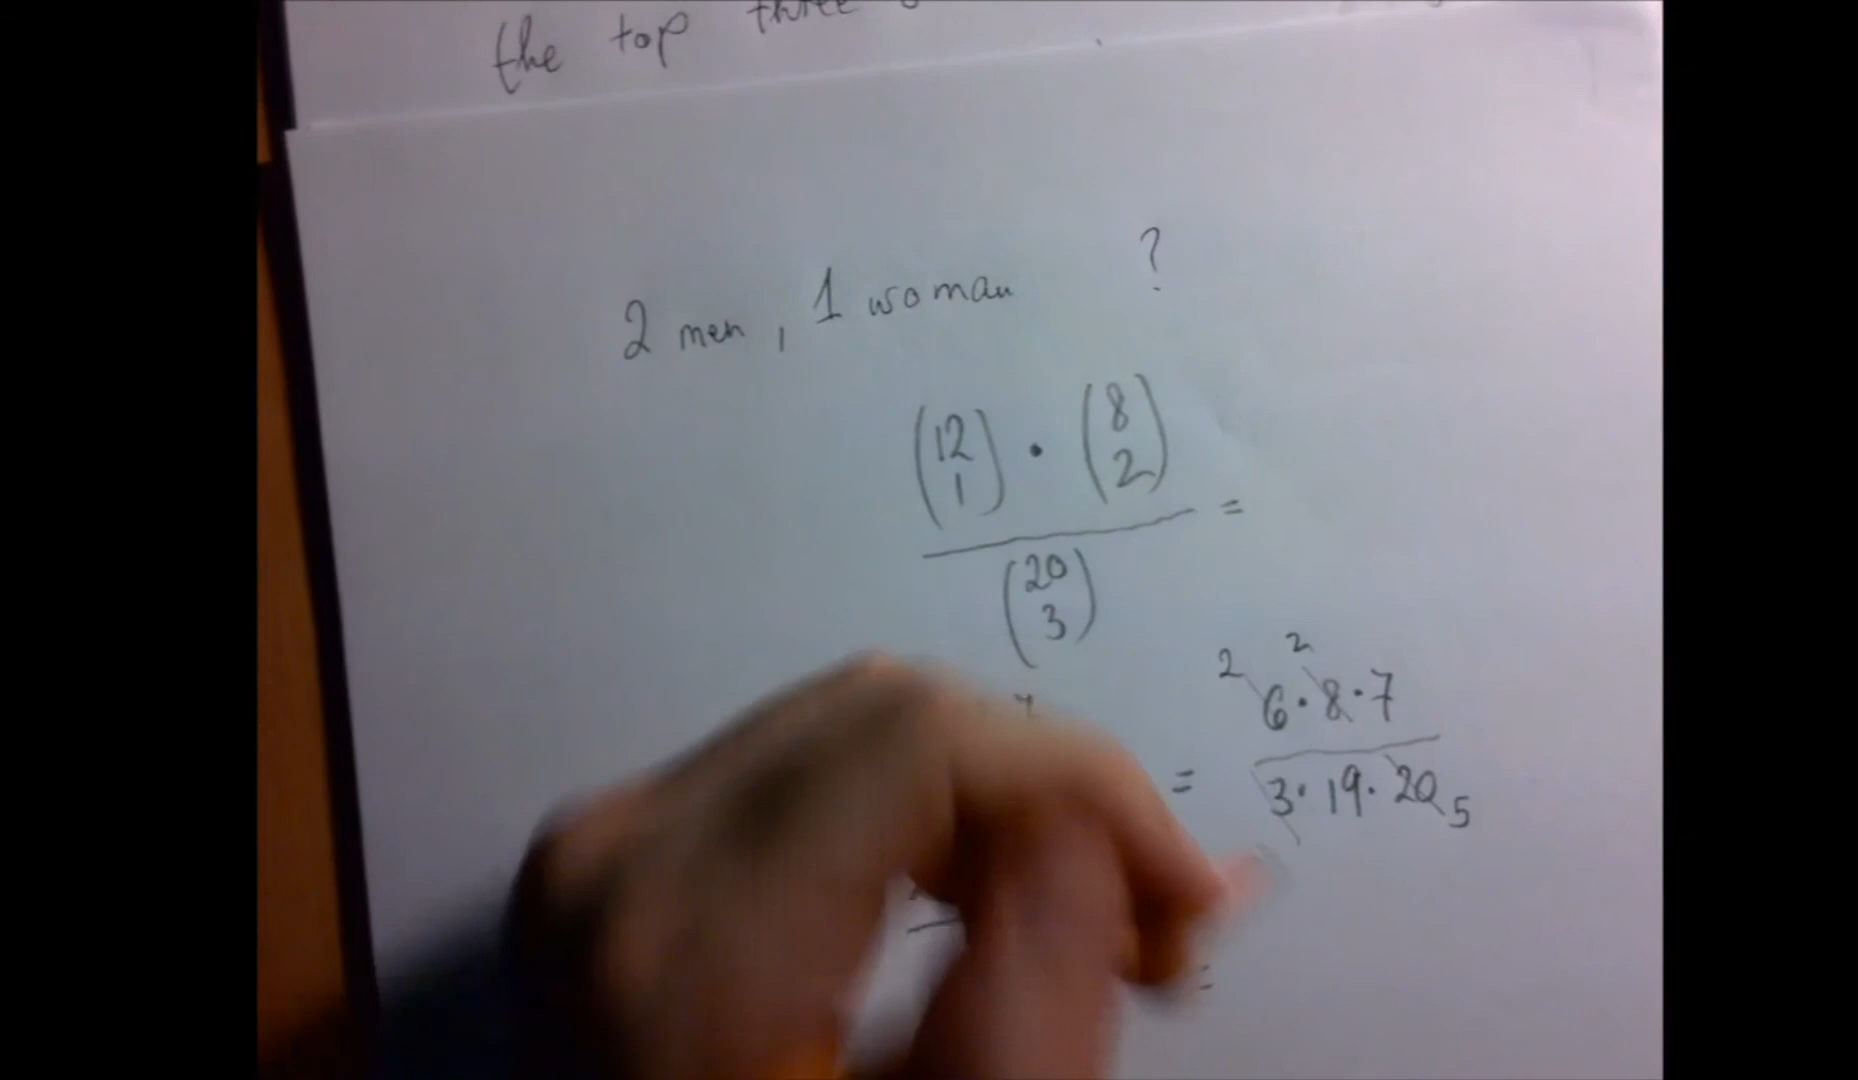 the top three
2 men, 1 woman ?
(12 1) · (8 2)
=
(20 3)
2 2
6·8·7
=
3·19·20 5
=